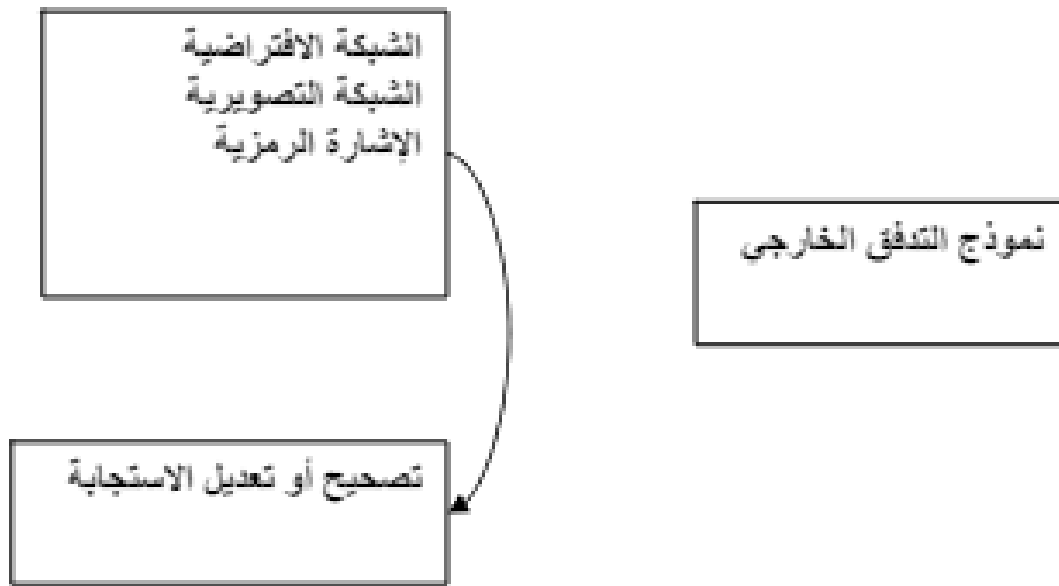 الشبكة الافتراضية
الشبكة التصويرية
الإشارة الرمزية
نموذج التدفق الخارجي
تصحيح أو تعديل الاستجابة